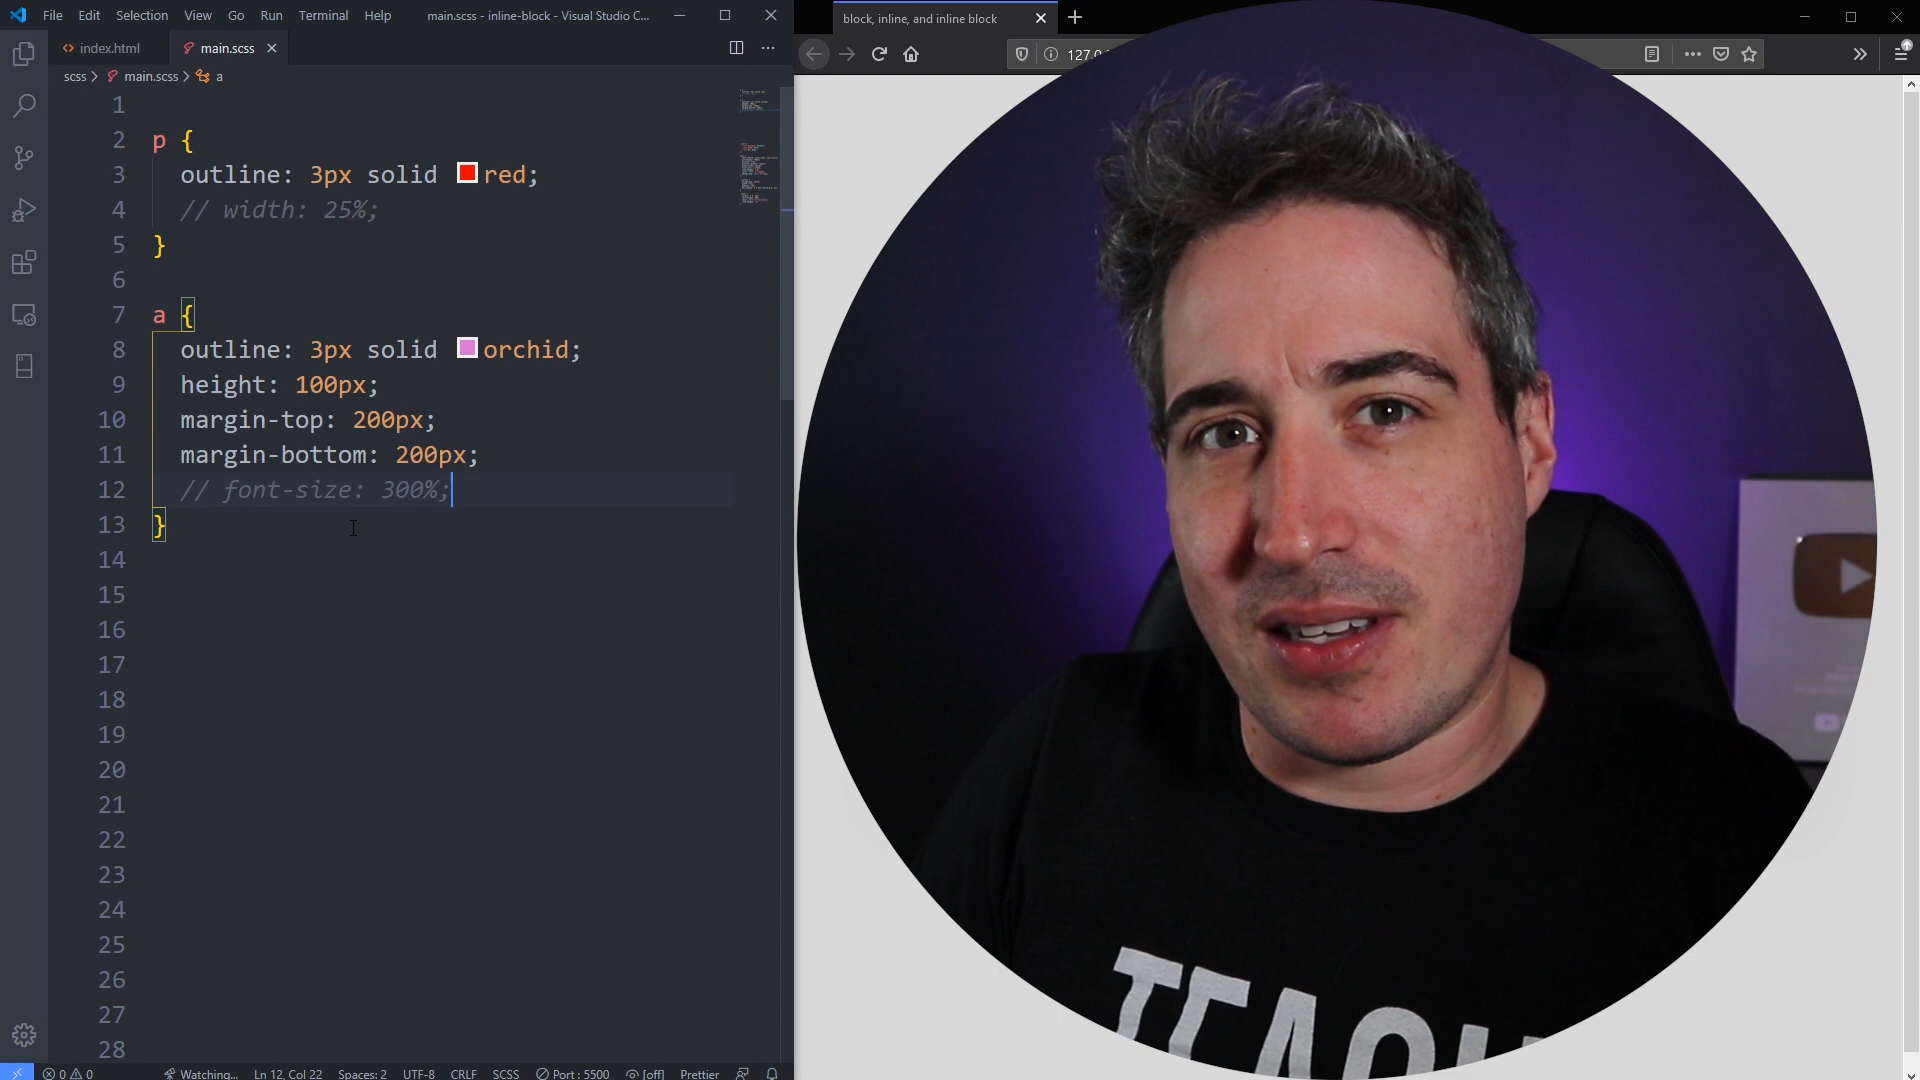 File Edit Selection View Go Run Terminal Help main.scss - inline-block - Visual Studio C...
index.html main.scss
scss > main.scss > a
1
2 p {
3 outline: 3px solid red;
4 // width: 25%;
5 }
6
7 a {
8 outline: 3px solid orchid;
9 height: 100px;
10 margin-top: 200px;
11 margin-bottom: 200px;
12 // font-size: 300%;
13 }
14
15
16
17
18
19
20
21
22
23
24
25
26
27
28
0 0 Watching... Ln 12, Col 22 Spaces: 2 UTF-8 CRLF SCSS Port : 5500 [off] Prettier
block, inline, and inline block
127.0